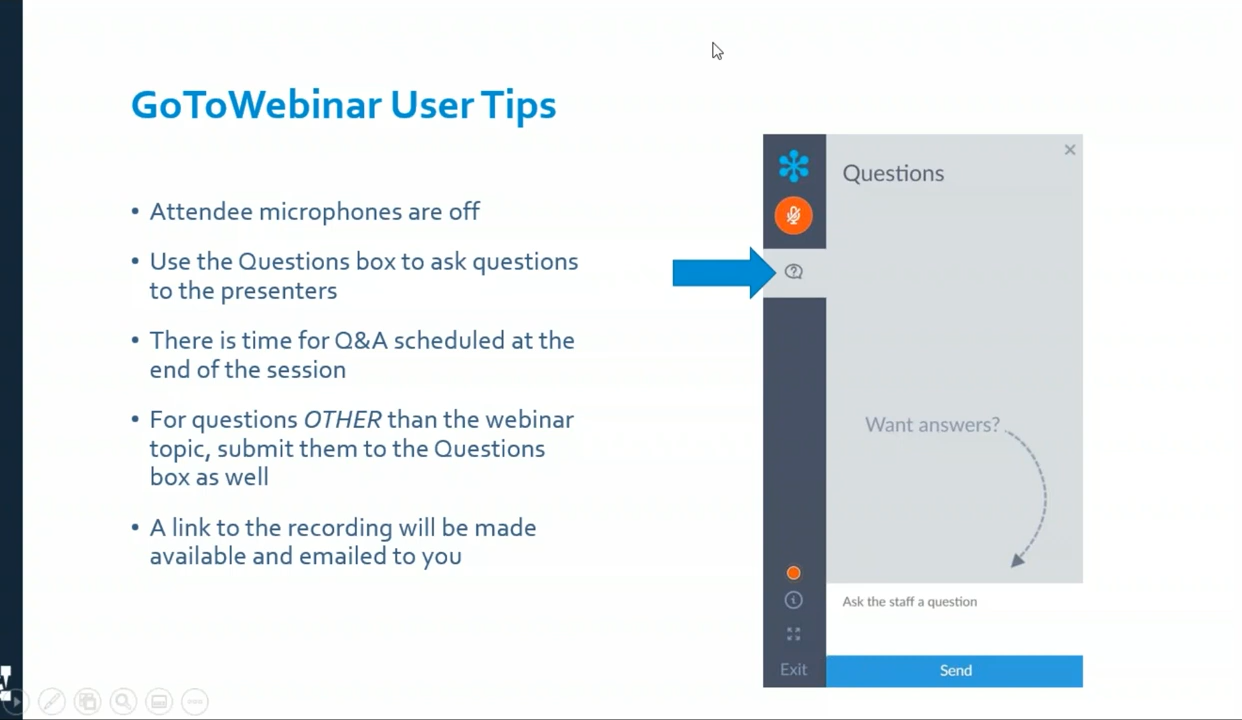 GoToWebinar User Tips
• Attendee microphones are off
• Use the Questions box to ask questions
to the presenters
• There is time for Q&A scheduled at the
end of the session
• For questions OTHER than the webinar
topic, submit them to the Questions
box as well
• A link to the recording will be made
available and emailed to you
Questions
Want answers?
Ask the staff a question
Exit
Send